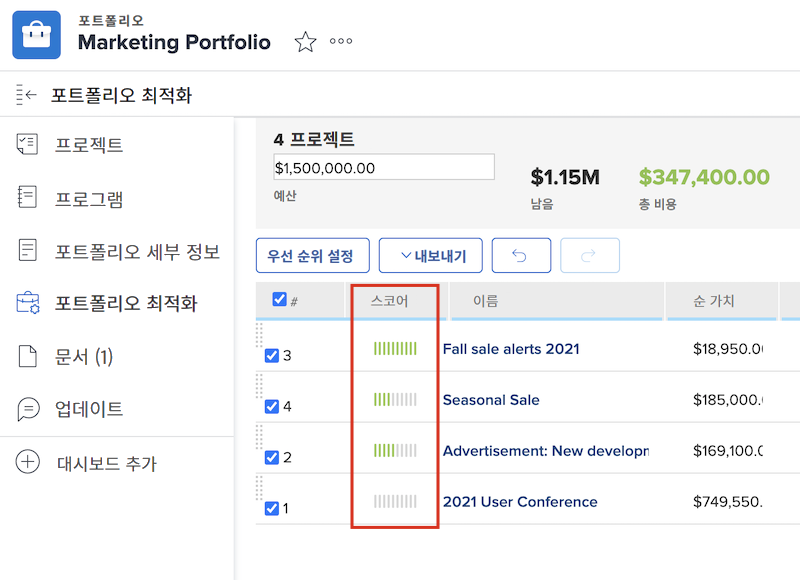 포트폴리오
Marketing Portfolio
포트폴리오 최적화
프로젝트
프로그램
포트폴리오 세부 정보
포트폴리오 최적화
문서 (1)
업데이트
대시보드 추가
4 프로젝트
$1,500,000.00
예산
$1.15M
남음
$347,400.00
총 비용
우선 순위 설정
내보내기
# 스코어 이름 순 가치
3 Fall sale alerts 2021 $18,950.0
4 Seasonal Sale $185,000.
2 Advertisement: New developm $169,100.0
1 2021 User Conference $749,550.